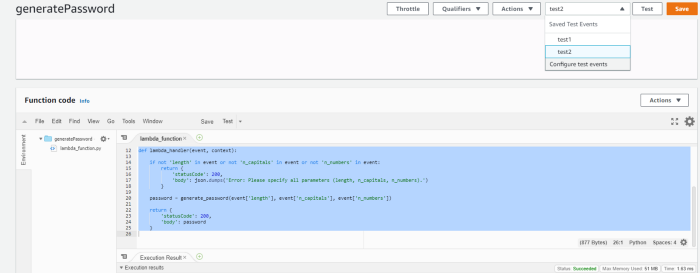 generatePassword
Throttle
Qualifiers ▼
Actions ▼
test2 ▲
Test
Save
Saved Test Events
test1
test2
Configure test events
Function code Info
Actions ▼
File Edit Find View Go Tools Window Save Test
Environment
generatePassword
lambda_function.py
lambda_function ×
12 def lambda_handler(event, context):
13
14 if not 'length' in event or not 'n_capitals' in event or not 'n_numbers' in event:
15 return {
16 'statusCode': 200,
17 'body': json.dumps('Error: Please specify all parameters (length, n_capitals, n_numbers).')
18 }
19
20 password = generate_password(event['length'], event['n_capitals'], event['n_numbers'])
21
22 return {
23 'statusCode': 200,
24 'body': password
25 }
26
(877 Bytes) 26:1 Python Spaces: 4
Execution Result ×
▼ Execution results
Status: Succeeded Max Memory Used: 51 MB Time: 1.63 ms